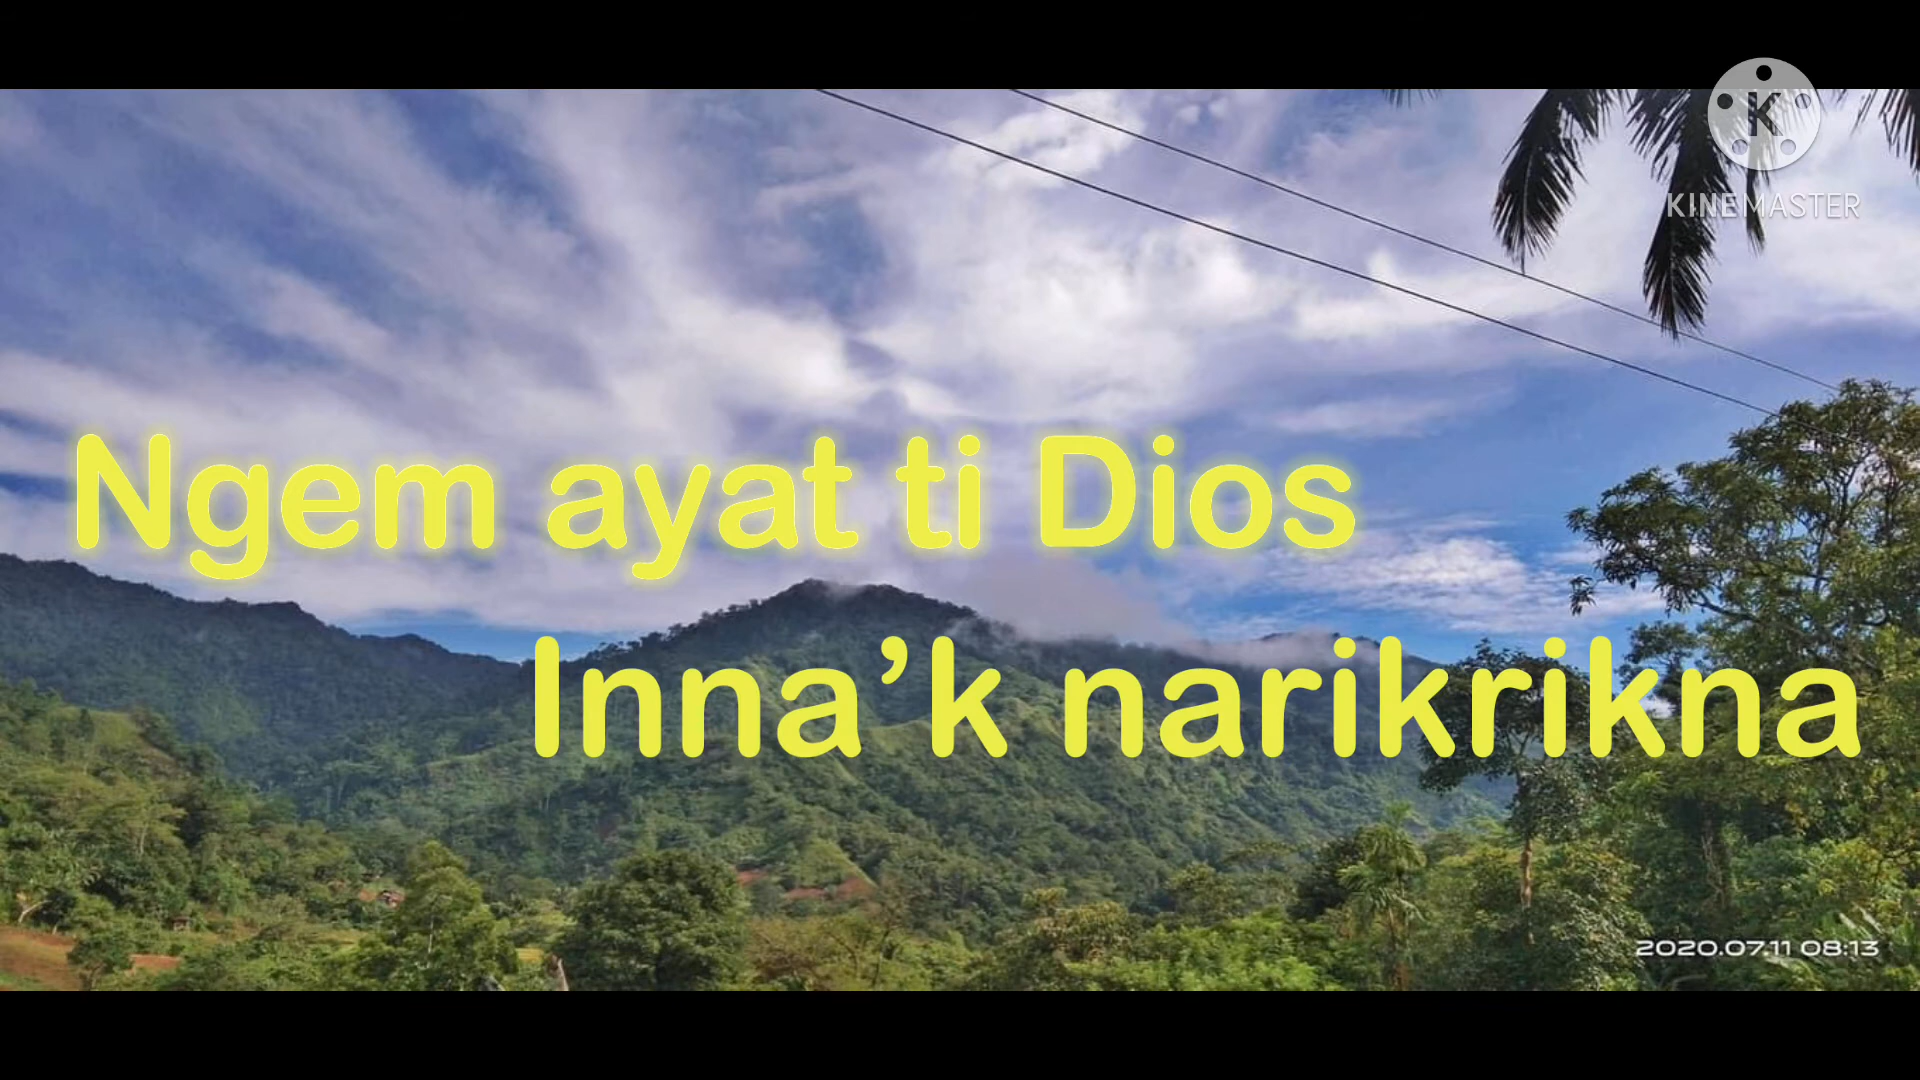 KINEMASTER
Ngem ayat ti Dios
Inna’k narikrikna
2020.07.11 08:13